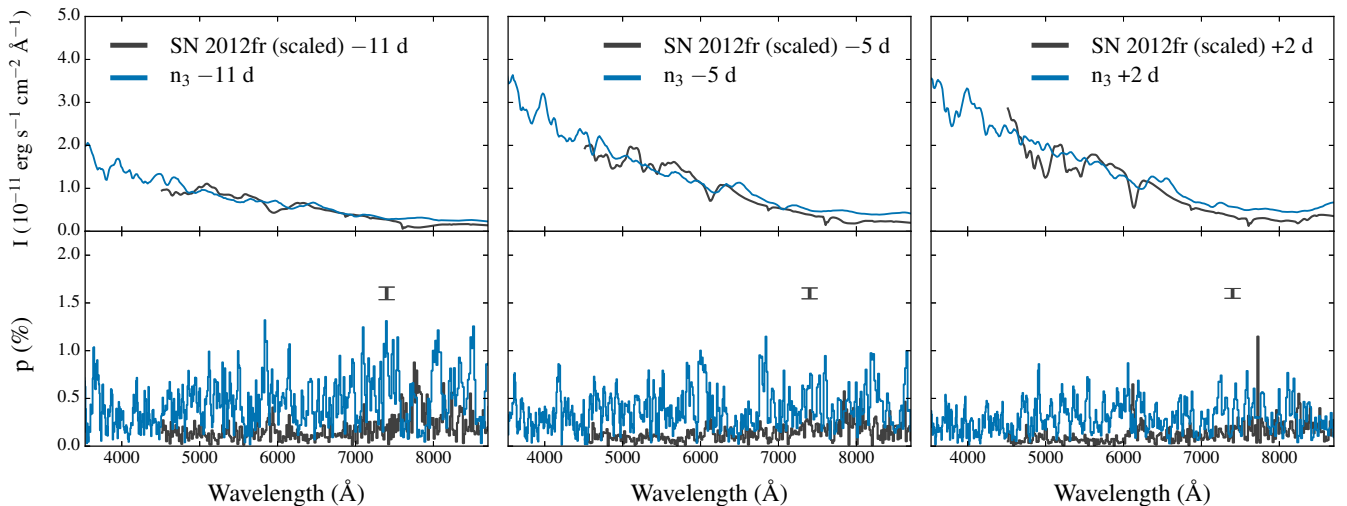 I (10⁻¹¹ erg s⁻¹ cm⁻² Å⁻¹)
5.0
4.0
3.0
2.0
1.0
0.0
SN 2012fr (scaled) −11 d
n₃ −11 d
SN 2012fr (scaled) −5 d
n₃ −5 d
SN 2012fr (scaled) +2 d
n₃ +2 d
p (%)
2.0
1.5
1.0
0.5
0.0
4000 5000 6000 7000 8000
4000 5000 6000 7000 8000
4000 5000 6000 7000 8000
Wavelength (Å)
Wavelength (Å)
Wavelength (Å)